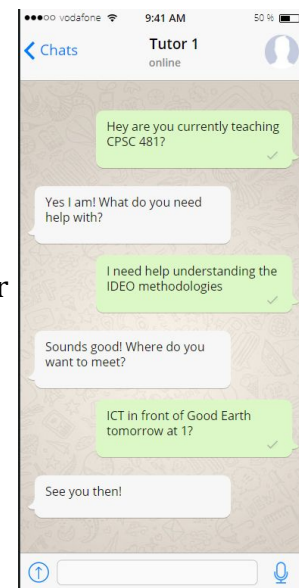 vodafone 9:41 AM 50 %
Chats Tutor 1
online
Hey are you currently teaching
CPSC 481?
Yes I am! What do you need
help with?
r
I need help understanding the
IDEO methodologies
Sounds good! Where do you
want to meet?
ICT in front of Good Earth
tomorrow at 1?
See you then!